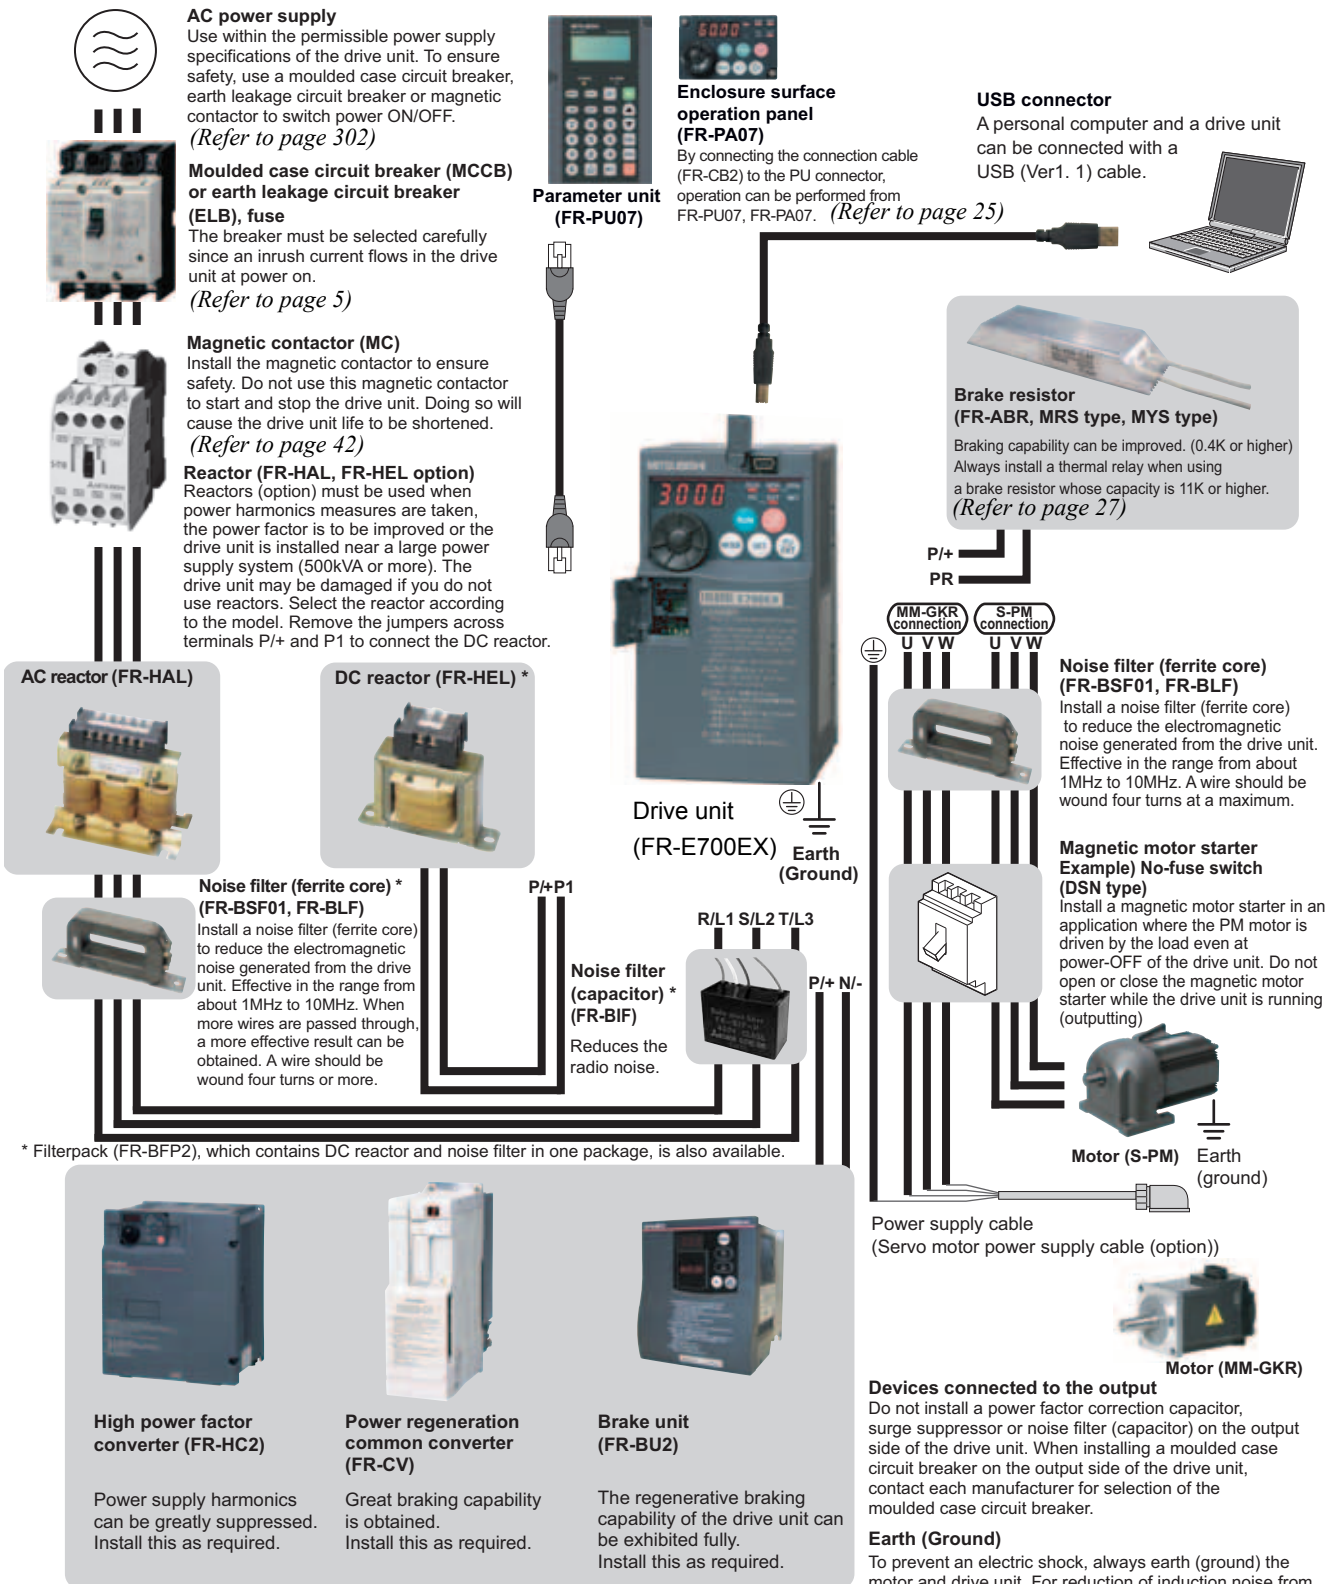 AC power supply
Use within the permissible power supply
specifications of the drive unit. To ensure
safety, use a moulded case circuit breaker,
earth leakage circuit breaker or magnetic
contactor to switch power ON/OFF.
(Refer to page 302)
Moulded case circuit breaker (MCCB)
or earth leakage circuit breaker
(ELB), fuse
The breaker must be selected carefully
since an inrush current flows in the drive
unit at power on.
(Refer to page 5)
Magnetic contactor (MC)
Install the magnetic contactor to ensure
safety. Do not use this magnetic contactor
to start and stop the drive unit. Doing so will
cause the drive unit life to be shortened.
(Refer to page 42)
Reactor (FR-HAL, FR-HEL option)
Reactors (option) must be used when
power harmonics measures are taken,
the power factor is to be improved or the
drive unit is installed near a large power
supply system (500kVA or more). The
drive unit may be damaged if you do not
use reactors. Select the reactor according
to the model. Remove the jumpers across
terminals P/+ and P1 to connect the DC reactor.
Parameter unit
(FR-PU07)
Enclosure surface
operation panel
(FR-PA07)
By connecting the connection cable
(FR-CB2) to the PU connector,
operation can be performed from
FR-PU07, FR-PA07. (Refer to page 25)
USB connector
A personal computer and a drive unit
can be connected with a
USB (Ver1. 1) cable.
Brake resistor
(FR-ABR, MRS type, MYS type)
Braking capability can be improved. (0.4K or higher)
Always install a thermal relay when using
a brake resistor whose capacity is 11K or higher.
(Refer to page 27)
P/+
PR
MITSUBISHI
3000
RUN
E700EX
MM-GKR
connection
S-PM
connection
U V W
U V W
AC reactor (FR-HAL)
DC reactor (FR-HEL) *
Drive unit
(FR-E700EX)
Earth
(Ground)
Noise filter (ferrite core)
(FR-BSF01, FR-BLF)
Install a noise filter (ferrite core)
to reduce the electromagnetic
noise generated from the drive unit.
Effective in the range from about
1MHz to 10MHz. A wire should be
wound four turns at a maximum.
Magnetic motor starter
Example) No-fuse switch
(DSN type)
Install a magnetic motor starter in an
application where the PM motor is
driven by the load even at
power-OFF of the drive unit. Do not
open or close the magnetic motor
starter while the drive unit is running
(outputting)
Noise filter (ferrite core) *
(FR-BSF01, FR-BLF)
Install a noise filter (ferrite core)
to reduce the electromagnetic
noise generated from the drive
unit. Effective in the range from
about 1MHz to 10MHz. When
more wires are passed through,
a more effective result can be
obtained. A wire should be
wound four turns or more.
P/+ P1
Noise filter
(capacitor) *
(FR-BIF)
Reduces the
radio noise.
R/L1 S/L2 T/L3
P/+ N/-
* Filterpack (FR-BFP2), which contains DC reactor and noise filter in one package, is also available.
Motor (S-PM)
Earth
(ground)
Power supply cable
(Servo motor power supply cable (option))
Motor (MM-GKR)
High power factor
converter (FR-HC2)
Power supply harmonics
can be greatly suppressed.
Install this as required.
Power regeneration
common converter
(FR-CV)
Great braking capability
is obtained.
Install this as required.
Brake unit
(FR-BU2)
The regenerative braking
capability of the drive unit can
be exhibited fully.
Install this as required.
Devices connected to the output
Do not install a power factor correction capacitor,
surge suppressor or noise filter (capacitor) on the output
side of the drive unit. When installing a moulded case
circuit breaker on the output side of the drive unit,
contact each manufacturer for selection of the
moulded case circuit breaker.
Earth (Ground)
To prevent an electric shock, always earth (ground) the
motor and drive unit. For reduction of induction noise from